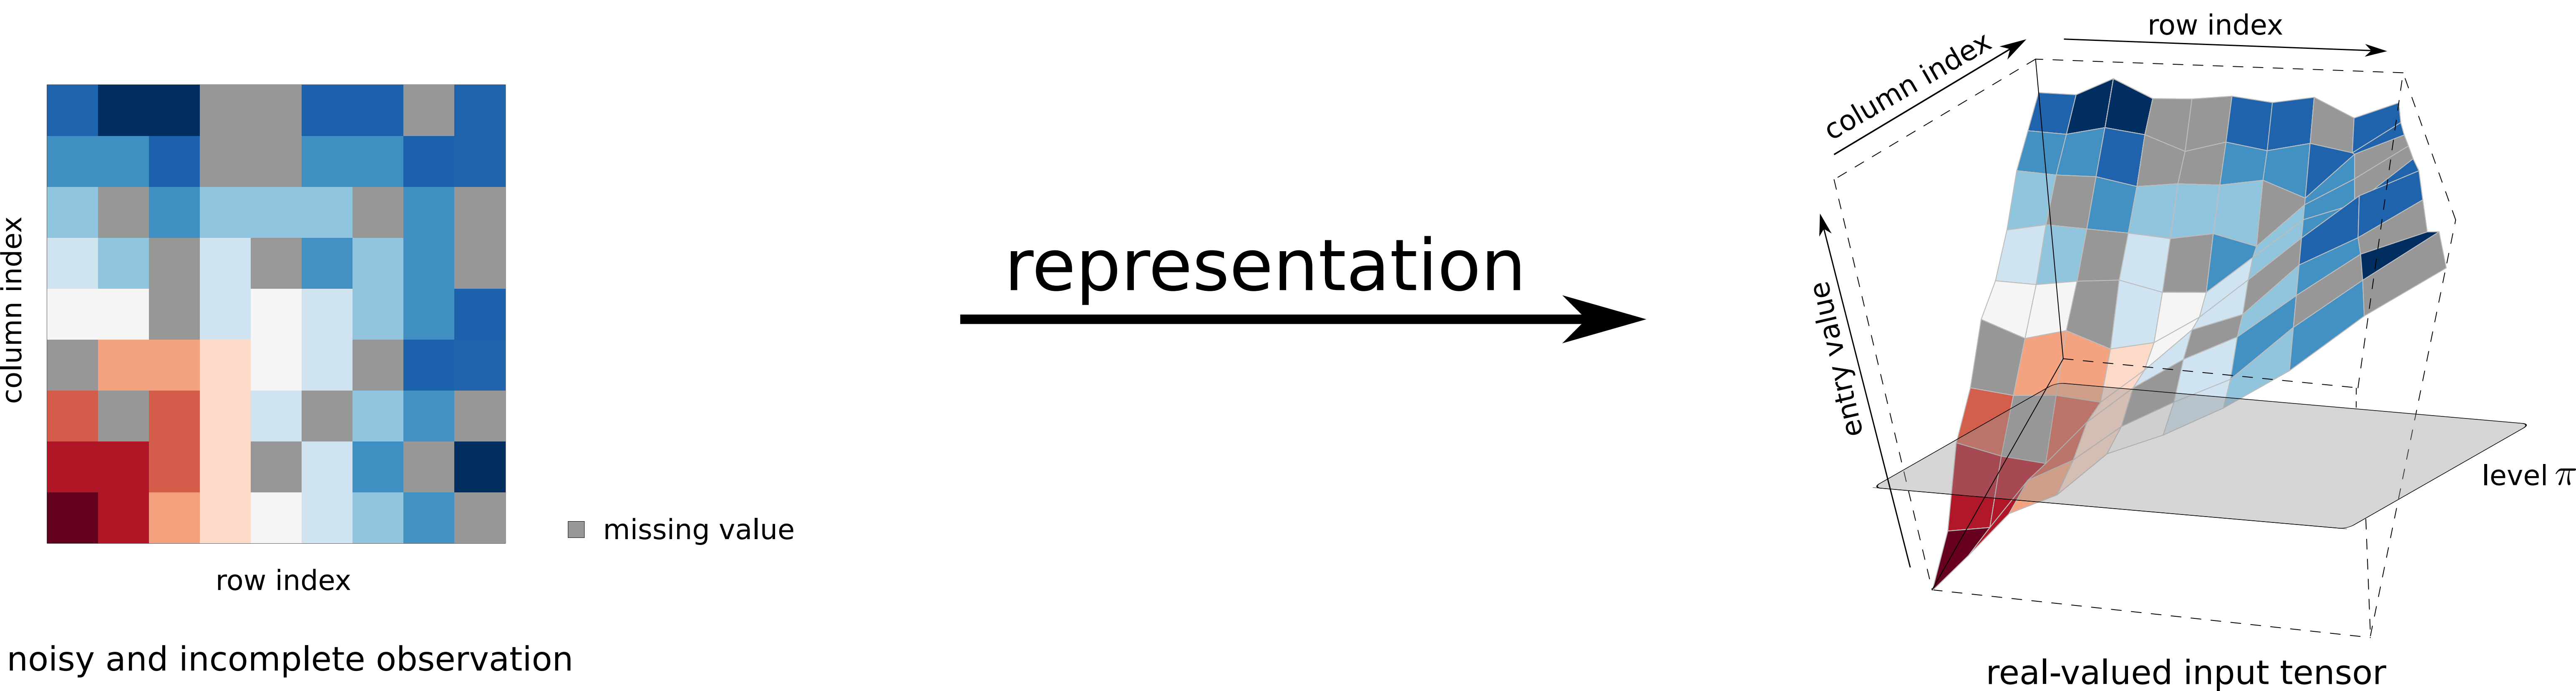 column index
row index
missing value
noisy and incomplete observation
representation
column index
row index
entry value
level π
real-valued input tensor